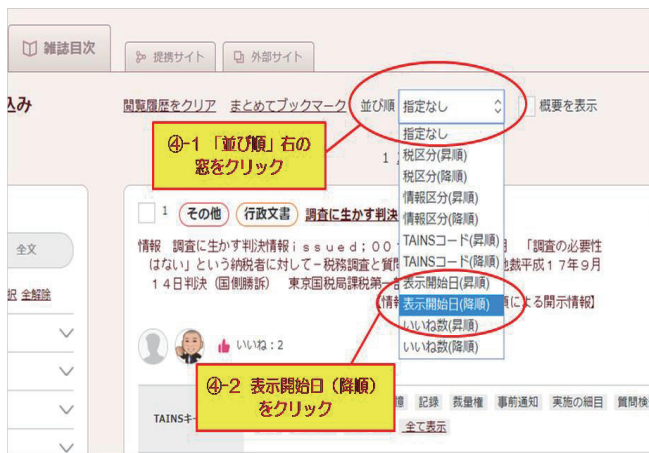 雑誌目次
提携サイト
外部サイト
込み
閲覧履歴をクリア まとめてブックマーク 並び順 指定なし 概要を表示
④-1 「並び順」右の
窓をクリック
指定なし
税区分(昇順)
税区分(降順)
情報区分(昇順)
情報区分(降順)
TAINSコード(昇順)
TAINSコード(降順)
表示開始日(昇順)
表示開始日(降順)
いいね数(昇順)
いいね数(降順)
1
1 その他 行政文書 調査に生かす判決
情報 調査に生かす判決情報issued;00 「調査の必要性
はない」という納税者に対して-税務調査と質問 地裁平成17年9月
14日判決(国側勝訴) 東京国税局課税第一部
【情報 による開示情報】
全文
択 全解除
いいね:2
④-2 表示開始日(降順)
をクリック
TAINSキー
記録 裁量権 事前通知 実施の細目 質問検
全て表示